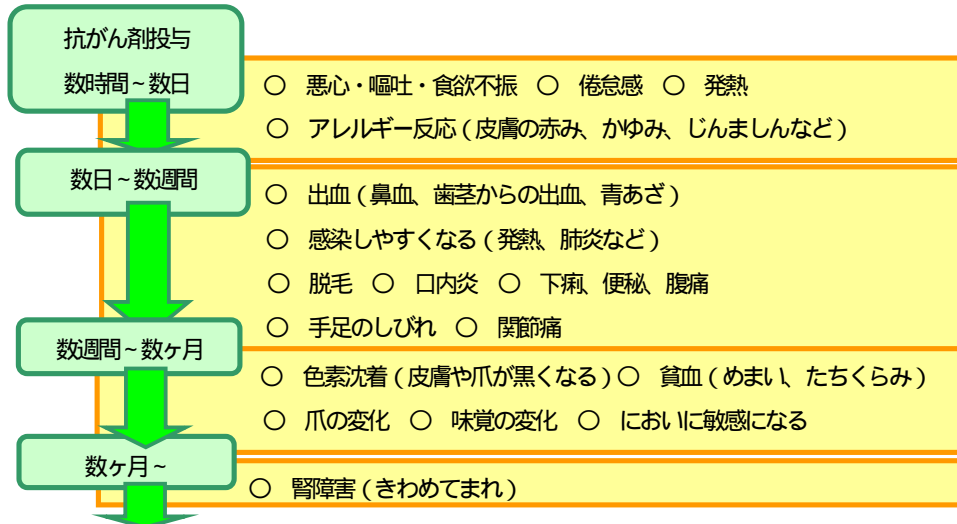 抗がん剤投与
数時間~数日
○ 悪心・嘔吐・食欲不振 ○ 倦怠感 ○ 発熱
○ アレルギー反応(皮膚の赤み、かゆみ、じんましんなど)
数日~数週間
○ 出血(鼻血、歯茎からの出血、青あざ)
○ 感染しやすくなる(発熱、肺炎など)
○ 脱毛 ○ 口内炎 ○ 下痢、便秘、腹痛
○ 手足のしびれ ○ 関節痛
数週間~数ヶ月
○ 色素沈着(皮膚や爪が黒くなる)○ 貧血(めまい、たちくらみ)
○ 爪の変化 ○ 味覚の変化 ○ においに敏感になる
数ヶ月~
○ 腎障害(きわめてまれ)